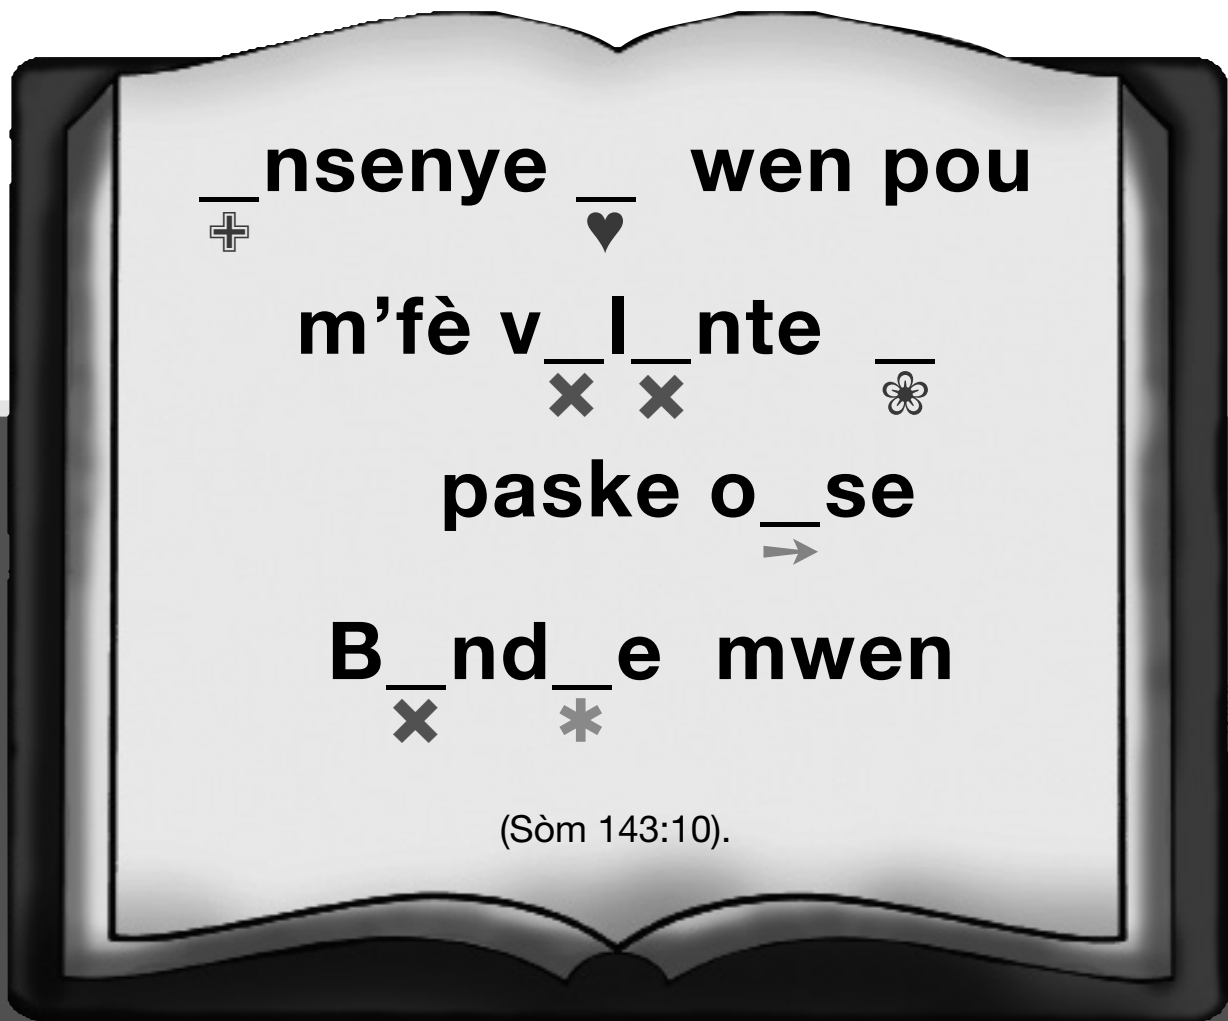 _nsenye _ wen pou
m’fè v_l_nte _
paske o_se
B_nd_e mwen
(Sòm 143:10).